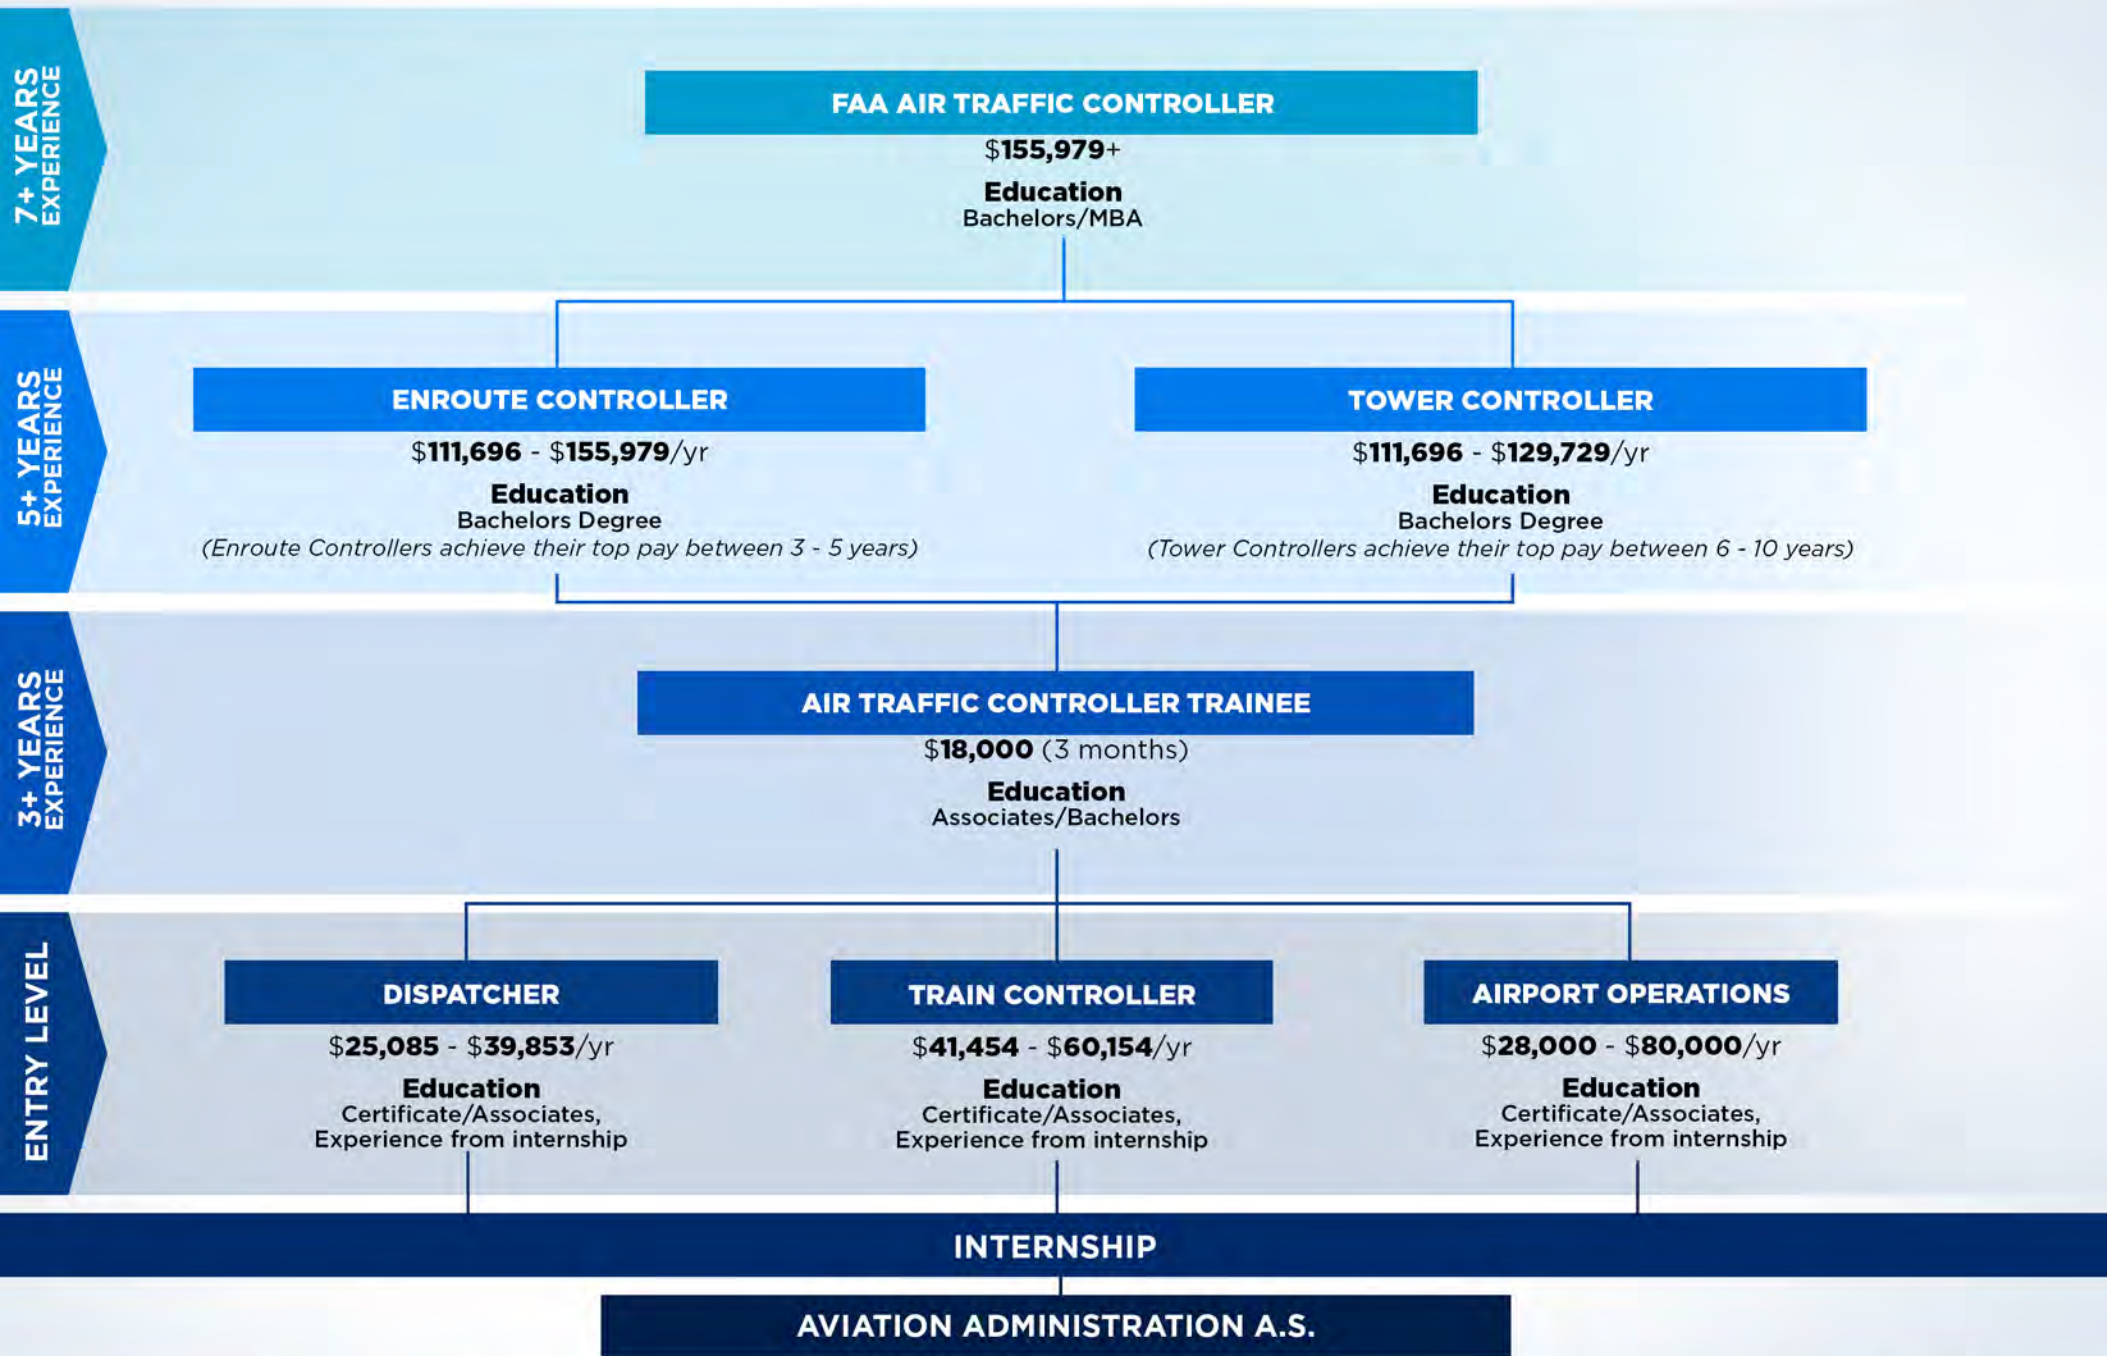 7+ YEARS
EXPERIENCE
FAA AIR TRAFFIC CONTROLLER
$155,979+
Education
Bachelors/MBA
5+ YEARS
EXPERIENCE
ENROUTE CONTROLLER
$111,696 - $155,979/yr
Education
Bachelors Degree
(Enroute Controllers achieve their top pay between 3 - 5 years)
TOWER CONTROLLER
$111,696 - $129,729/yr
Education
Bachelors Degree
(Tower Controllers achieve their top pay between 6 - 10 years)
3+ YEARS
EXPERIENCE
AIR TRAFFIC CONTROLLER TRAINEE
$18,000 (3 months)
Education
Associates/Bachelors
ENTRY LEVEL
DISPATCHER
$25,085 - $39,853/yr
Education
Certificate/Associates,
Experience from internship
TRAIN CONTROLLER
$41,454 - $60,154/yr
Education
Certificate/Associates,
Experience from internship
AIRPORT OPERATIONS
$28,000 - $80,000/yr
Education
Certificate/Associates,
Experience from internship
INTERNSHIP
AVIATION ADMINISTRATION A.S.